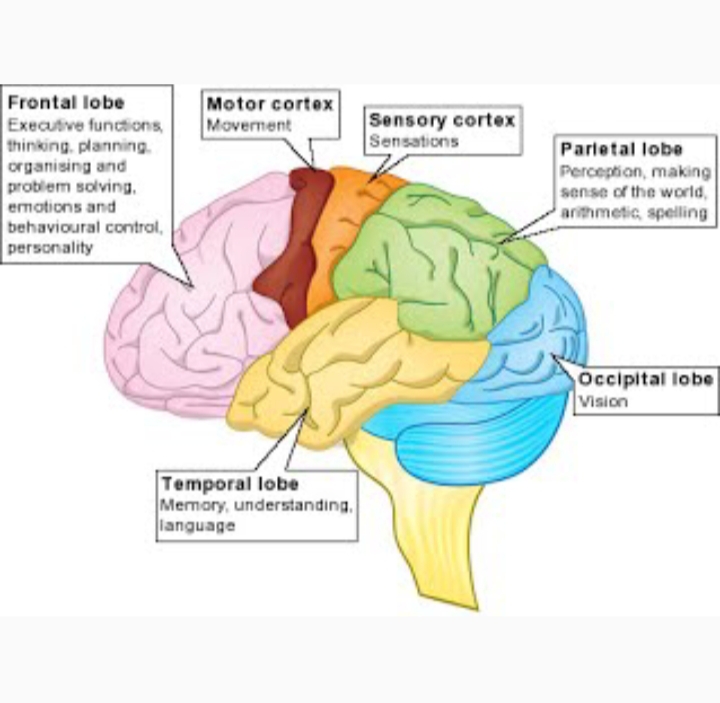 Frontal lobe
Executive functions,
thinking, planning,
organising and
problem solving,
emotions and
behavioural control,
personality
Motor cortex
Movement
Sensory cortex
Sensations
Parietal lobe
Perception, making
sense of the world,
arithmetic, spelling
Occipital lobe
Vision
Temporal lobe
Memory, understanding,
language